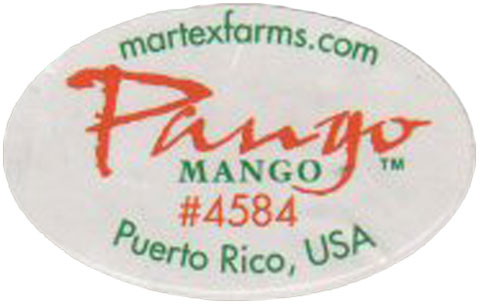 martexfarms.com
Pango
MANGO ™
#4584
Puerto Rico, USA